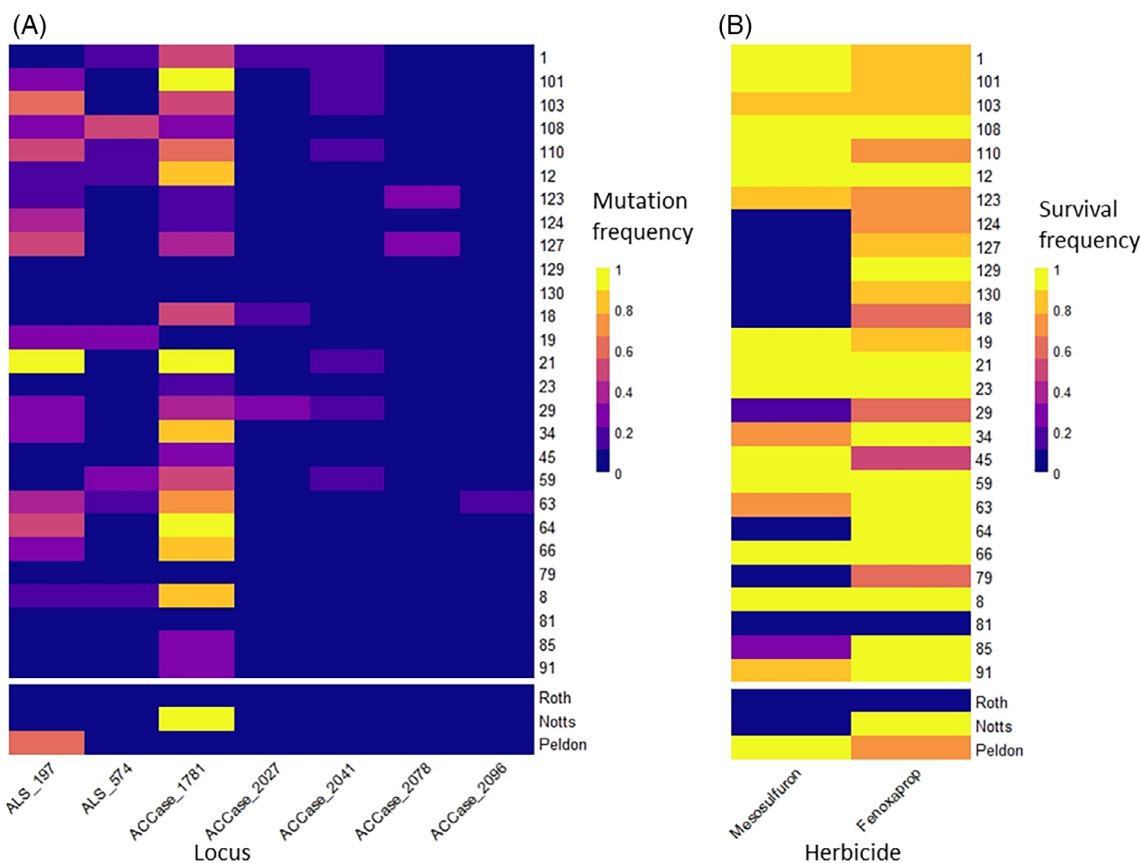 (A)
1
101
103
108
110
12
123
124
127
129
130
18
19
21
23
29
34
45
59
63
64
66
79
8
81
85
91
Roth
Notts
Peldon
ALS_197
ALS_574
ACCase_1781
ACCase_2027
ACCase_2041
ACCase_2078
ACCase_2096
Locus
Mutation
frequency
1
0.8
0.6
0.4
0.2
0
(B)
1
101
103
108
110
12
123
124
127
129
130
18
19
21
23
29
34
45
59
63
64
66
79
8
81
85
91
Roth
Notts
Peldon
Mesosulfuron
Fenoxaprop
Herbicide
Survival
frequency
1
0.8
0.6
0.4
0.2
0